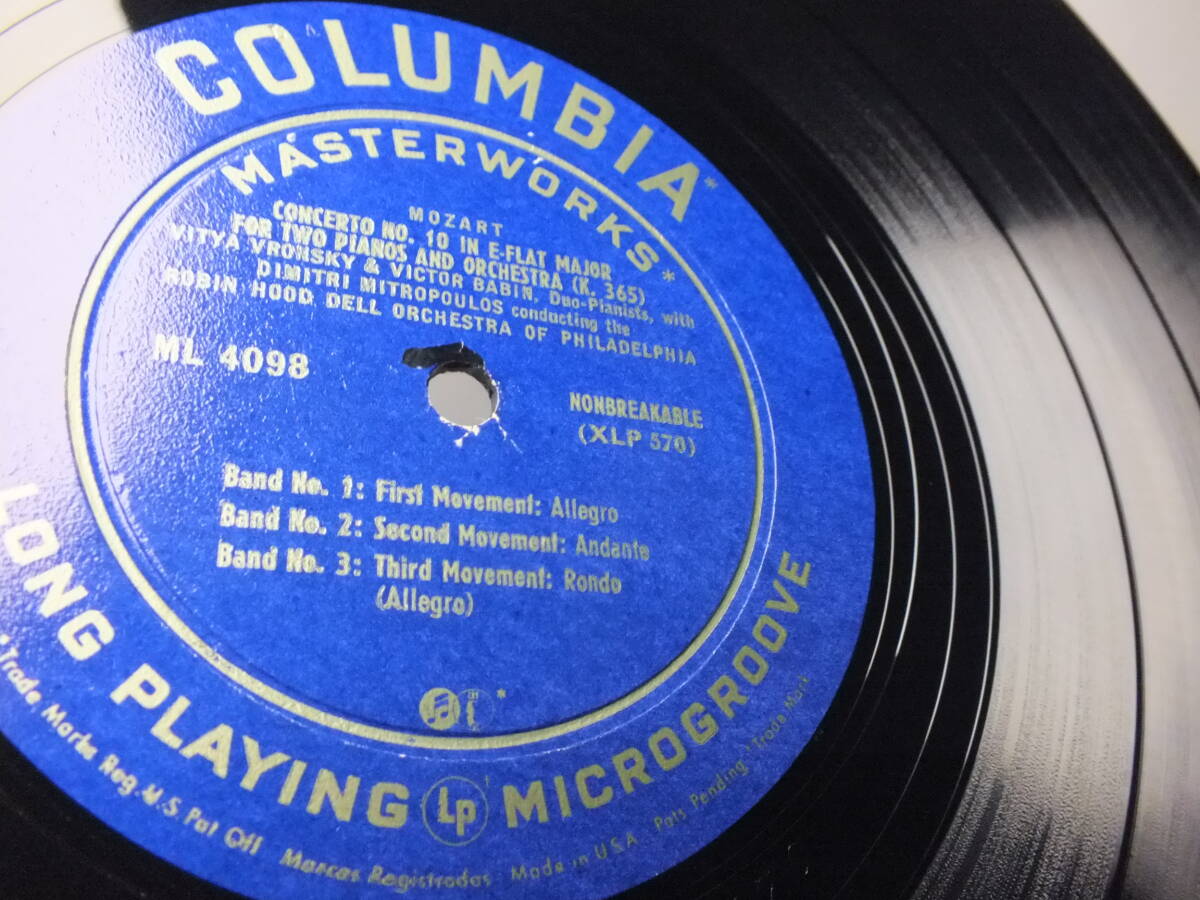 COLUMBIA*
MASTERWORKS*
MOZART
CONCERTO NO. 10 IN E-FLAT MAJOR
FOR TWO PIANOS AND ORCHESTRA (K. 365)
VITYA VRONSKY & VICTOR BABIN, Duo-Pianists, with
DIMITRI MITROPOULOS conducting the
ROBIN HOOD DELL ORCHESTRA OF PHILADELPHIA
ML 4098
NONBREAKABLE
(XLP 570)
Band No. 1: First Movement: Allegro
Band No. 2: Second Movement: Andante
Band No. 3: Third Movement: Rondo
(Allegro)
*
LONG PLAYING Lp MICROGROOVE
Trade Marks Reg. U.S. Pat Off Marcas Registradas Made in U.S.A. Pats Pending Trade Mark